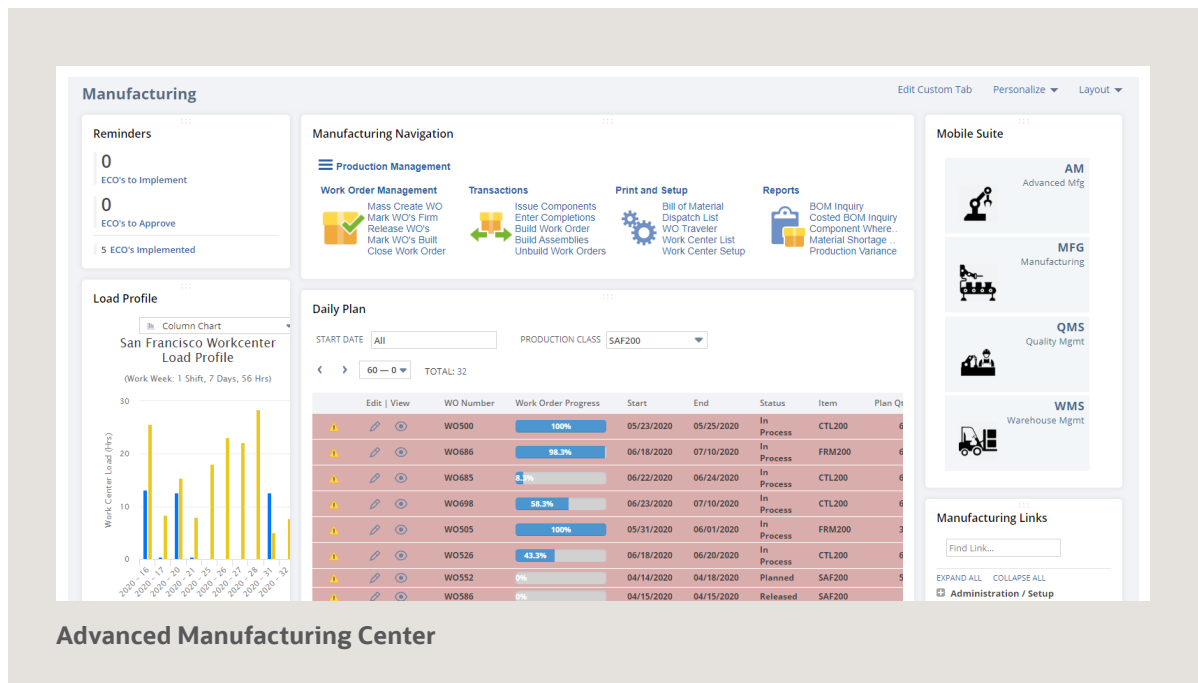 Manufacturing
Edit Custom Tab Personalize Layout
Reminders
0
ECO's to Implement
0
ECO's to Approve
5 ECO's Implemented
Load Profile
Column Chart
San Francisco Workcenter
Load Profile
(Work Week: 1 Shift, 7 Days, 56 Hrs)
Work Center Load (Hrs)
30
20
10
0
2020 - 16
2020 - 17
2020 - 20
2020 - 21
2020 - 25
2020 - 26
2020 - 27
2020 - 28
2020 - 31
2020 - 32
Manufacturing Navigation
Production Management
Work Order Management
Mass Create WO
Mark WO's Firm
Release WO's
Mark WO's Built
Close Work Order
Transactions
Issue Components
Enter Completions
Build Work Order
Build Assemblies
Unbuild Work Orders
Print and Setup
Bill of Material
Dispatch List
WO Traveler
Work Center List
Work Center Setup
Reports
BOM Inquiry
Costed BOM Inquiry
Component Where..
Material Shortage ..
Production Variance
Daily Plan
START DATE All PRODUCTION CLASS SAF200
60 — 0 TOTAL: 32
Edit | View WO Number Work Order Progress Start End Status Item Plan Qt
WO500 100% 05/23/2020 05/25/2020 In Process CTL200 6
WO686 98.3% 06/18/2020 07/10/2020 In Process FRM200 6
WO685 8.3% 06/22/2020 06/24/2020 In Process CTL200 6
WO698 58.3% 06/23/2020 07/10/2020 In Process CTL200 6
WO505 100% 05/31/2020 06/01/2020 In Process FRM200 3
WO526 43.3% 06/18/2020 06/20/2020 In Process CTL200 6
WO552 0% 04/14/2020 04/18/2020 Planned SAF200 5
WO586 0% 04/15/2020 04/15/2020 Released SAF200
Mobile Suite
AM
Advanced Mfg
MFG
Manufacturing
QMS
Quality Mgmt
WMS
Warehouse Mgmt
Manufacturing Links
Find Link...
EXPAND ALL COLLAPSE ALL
Administration / Setup
Advanced Manufacturing Center